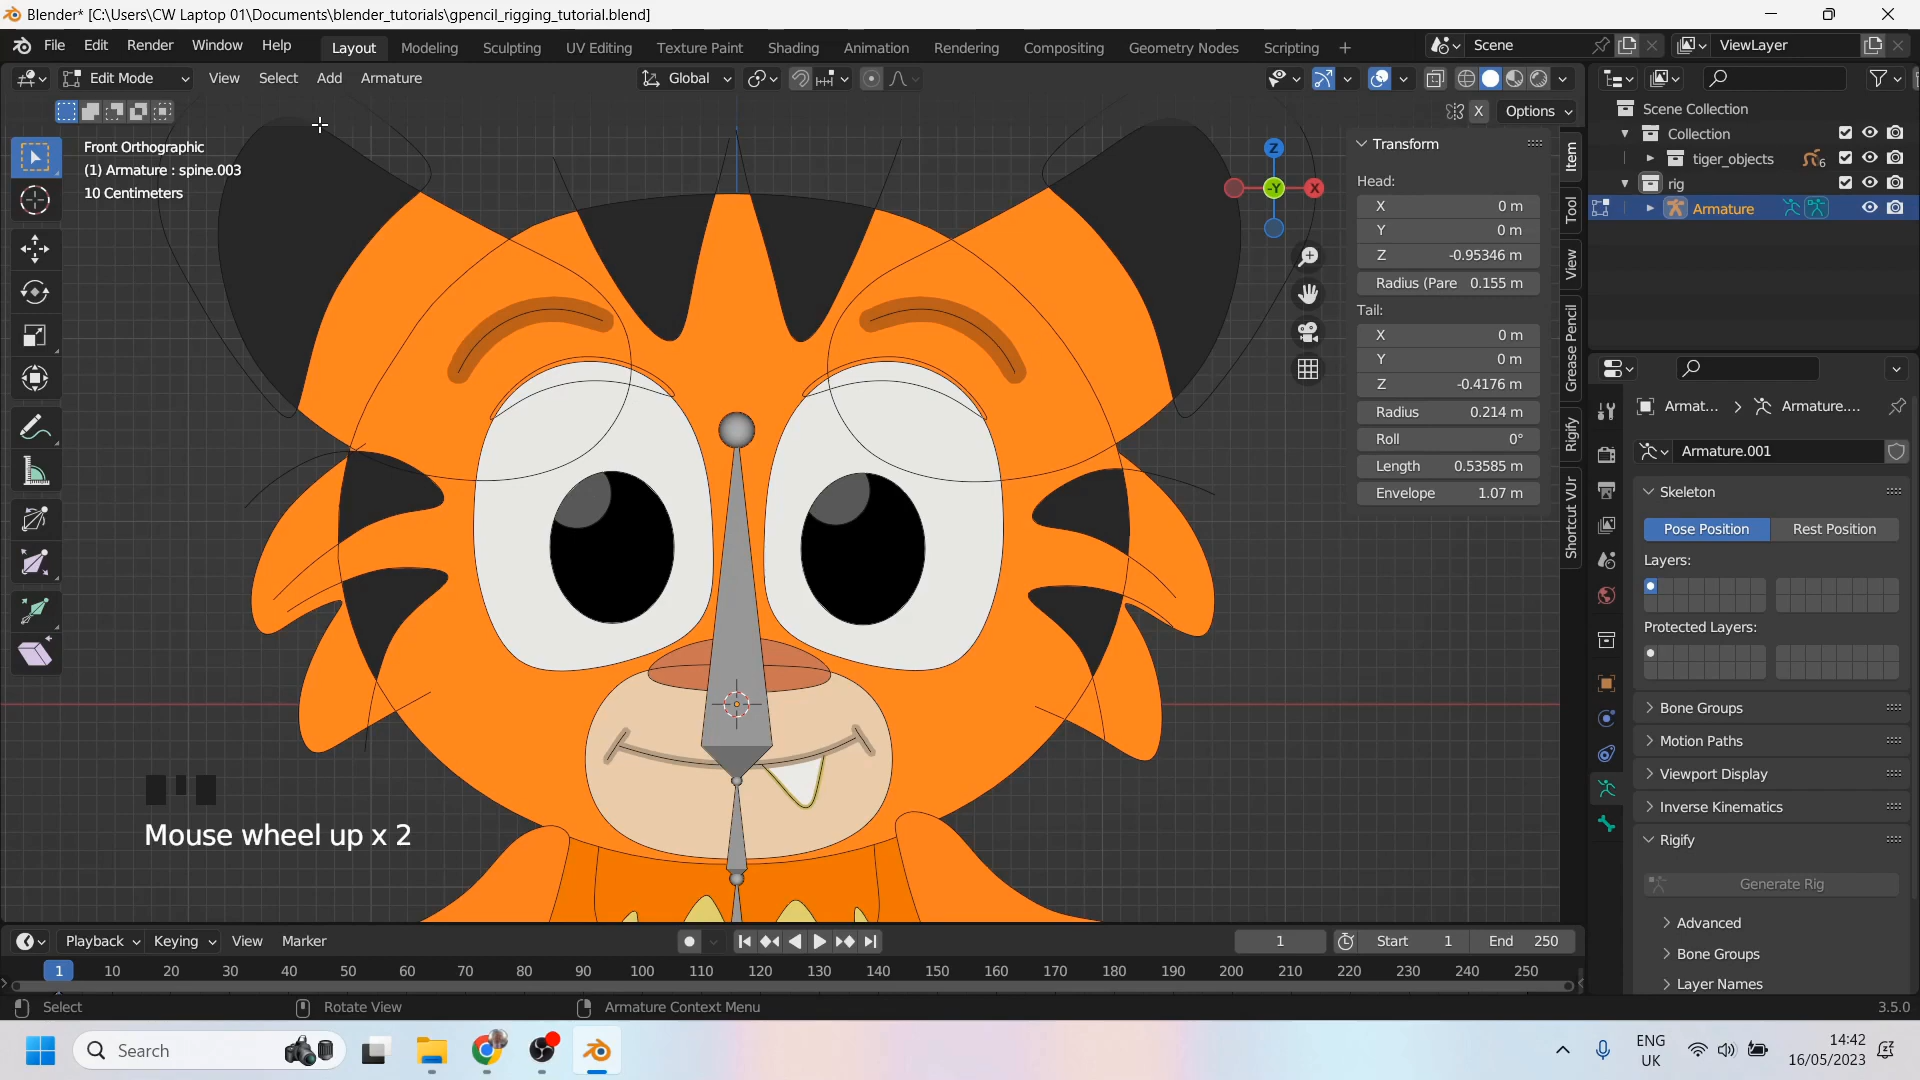 Blender* [C:\Users\CW Laptop 01\Documents\blender_tutorials\gpencil_rigging_tutorial.blend]
File Edit Render Window Help Layout Modeling Sculpting UV Editing Texture Paint Shading Animation Rendering Compositing Geometry Nodes Scripting + Scene ViewLayer
Edit Mode View Select Add Armature Global
X Options
Front Orthographic
(1) Armature : spine.003
10 Centimeters
Z
-Y
X
Transform
Head:
X 0 m
Y 0 m
Z -0.95346 m
Radius (Pare 0.155 m
Tail:
X 0 m
Y 0 m
Z -0.4176 m
Radius 0.214 m
Roll 0°
Length 0.53585 m
Envelope 1.07 m
Item
Tool
View
Grease Pencil
Rigify
Shortcut VUr
Scene Collection
Collection
tiger_objects 6
rig
Armature
Armat... > Armature....
Armature.001
Skeleton
Pose Position Rest Position
Layers:
Protected Layers:
Bone Groups
Motion Paths
Viewport Display
Inverse Kinematics
Rigify
Generate Rig
Advanced
Bone Groups
Layer Names
Mouse wheel up x 2
Playback Keying View Marker 1 Start 1 End 250
1 10 20 30 40 50 60 70 80 90 100 110 120 130 140 150 160 170 180 190 200 210 220 230 240 250
Select Rotate View Armature Context Menu 3.5.0
Search
ENG
UK
14:42
16/05/2023